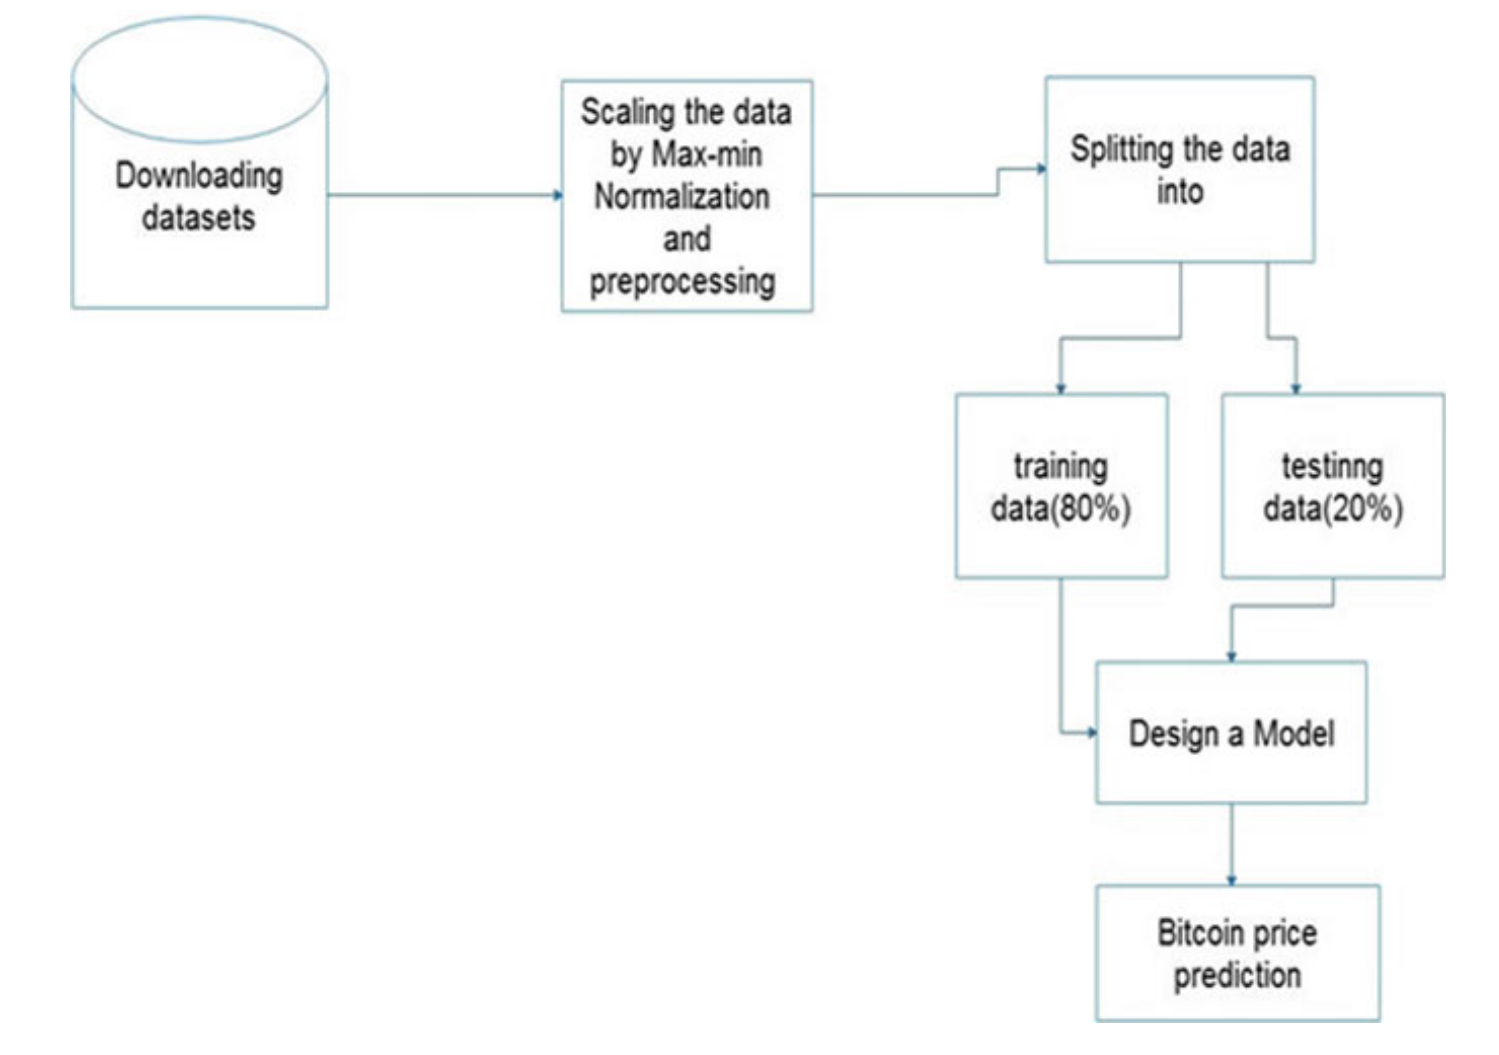 Downloading
datasets
Scaling the data
by Max-min
Normalization
and
preprocessing
Splitting the data
into
training
data(80%)
testinng
data(20%)
Design a Model
Bitcoin price
prediction